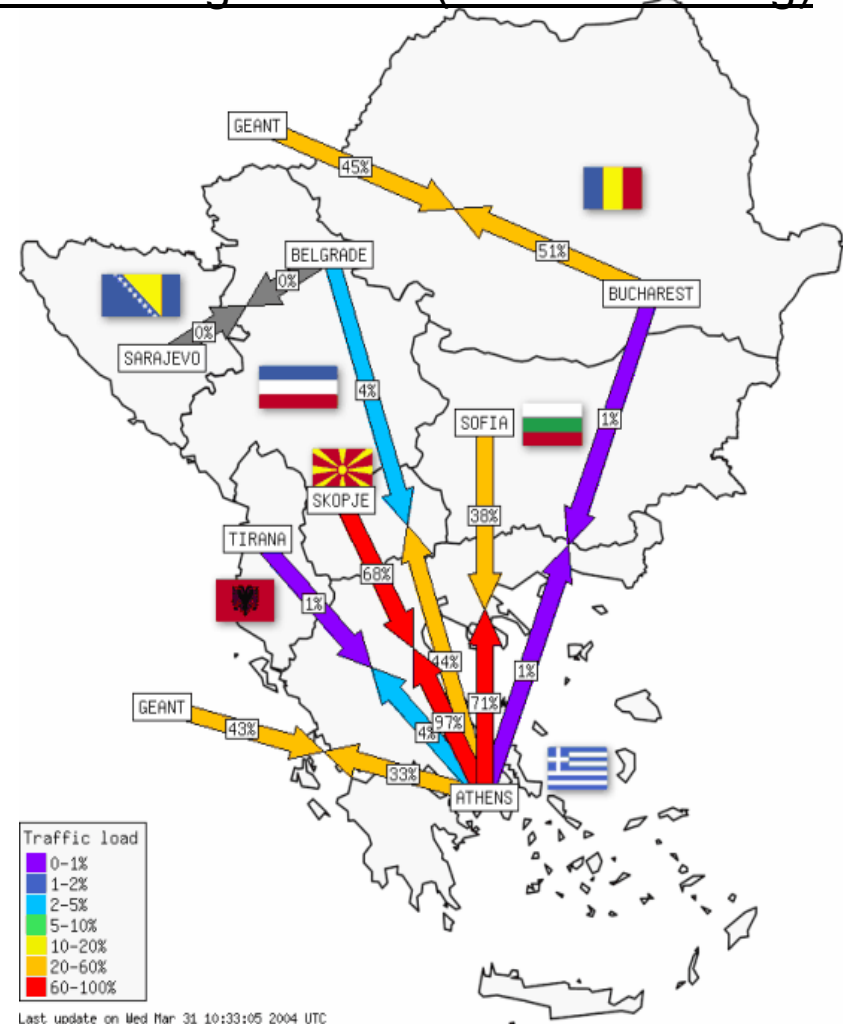 GEANT
45%
51%
BELGRADE
0%
0%
BUCHAREST
SARAJEVO
4%
1%
SOFIA
SKOPJE
38%
TIRANA
68%
1%
44%
1%
71%
GEANT
97%
43%
4%
33%
ATHENS
Traffic load
0-1%
1-2%
2-5%
5-10%
10-20%
20-60%
60-100%
Last update on Wed Mar 31 10:33:05 2004 UTC